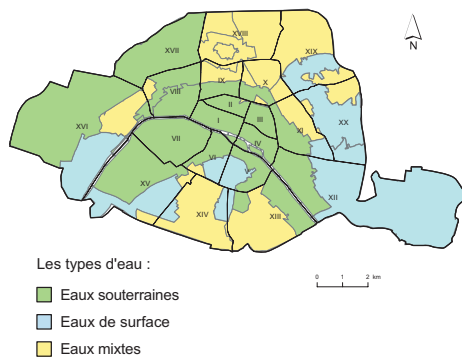 XVIII
XIX
XVII
N
IX
X
VIII
II
III
XI
XX
XVI
I
VII
IV
VI
V
XV
XII
XIV
XIII
Les types d'eau :
0 1 2 km
Eaux souterraines
Eaux de surface
Eaux mixtes